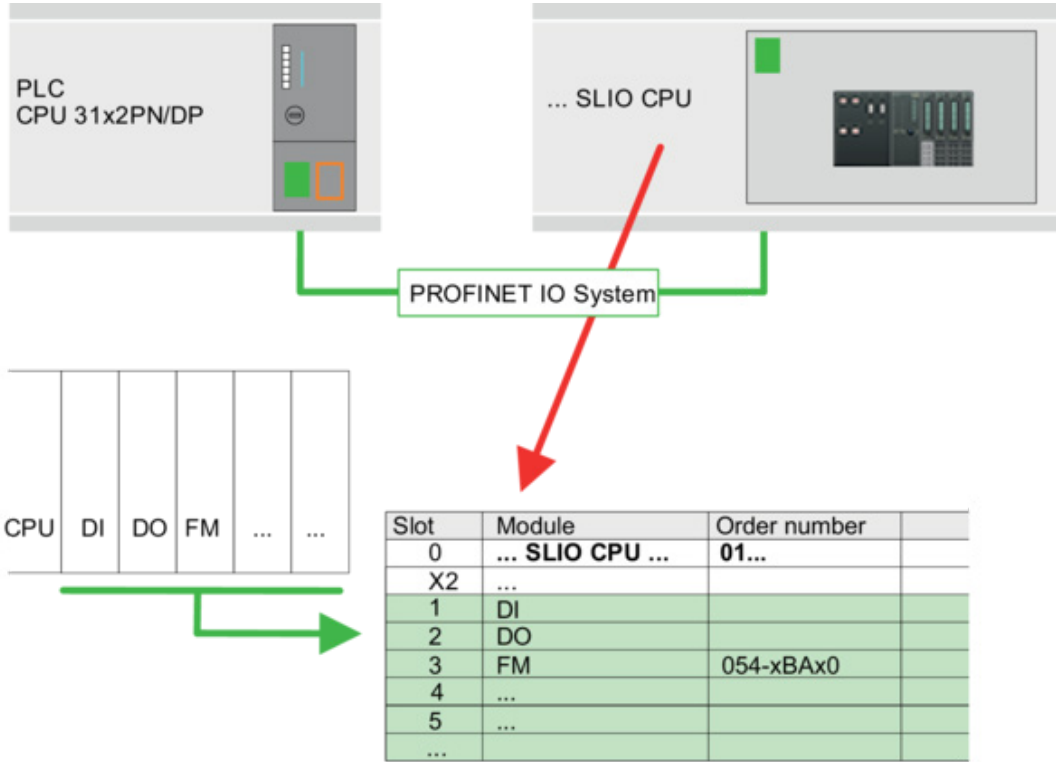 PLC
CPU 31x2PN/DP
... SLIO CPU
PROFINET IO System
CPU DI DO FM ... ...
Slot Module Order number
0 ... SLIO CPU ... 01...
X2 ...
1 DI
2 DO
3 FM 054-xBAx0
4 ...
5 ...
...